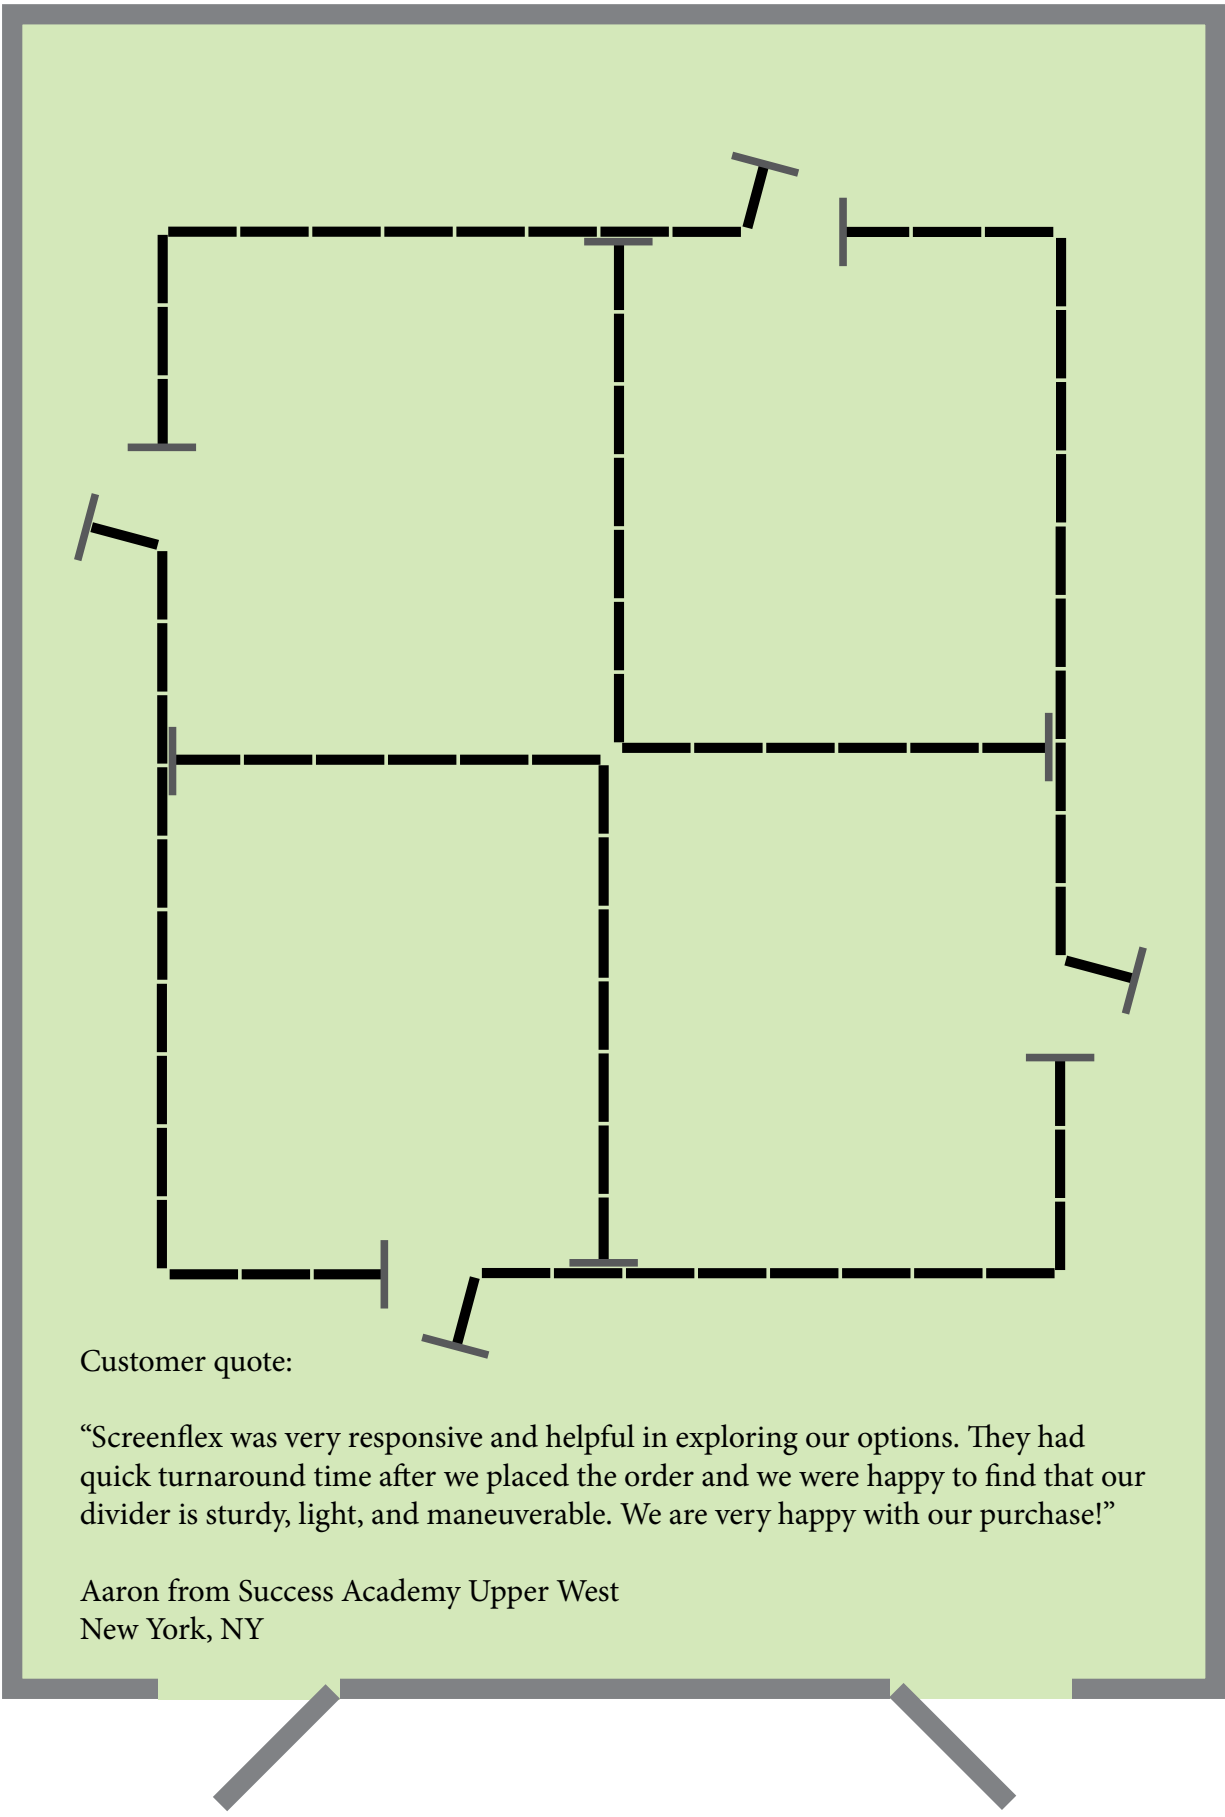 Customer quote:
“Screenflex was very responsive and helpful in exploring our options. They had
quick turnaround time after we placed the order and we were happy to find that our
divider is sturdy, light, and maneuverable. We are very happy with our purchase!”
Aaron from Success Academy Upper West
New York, NY